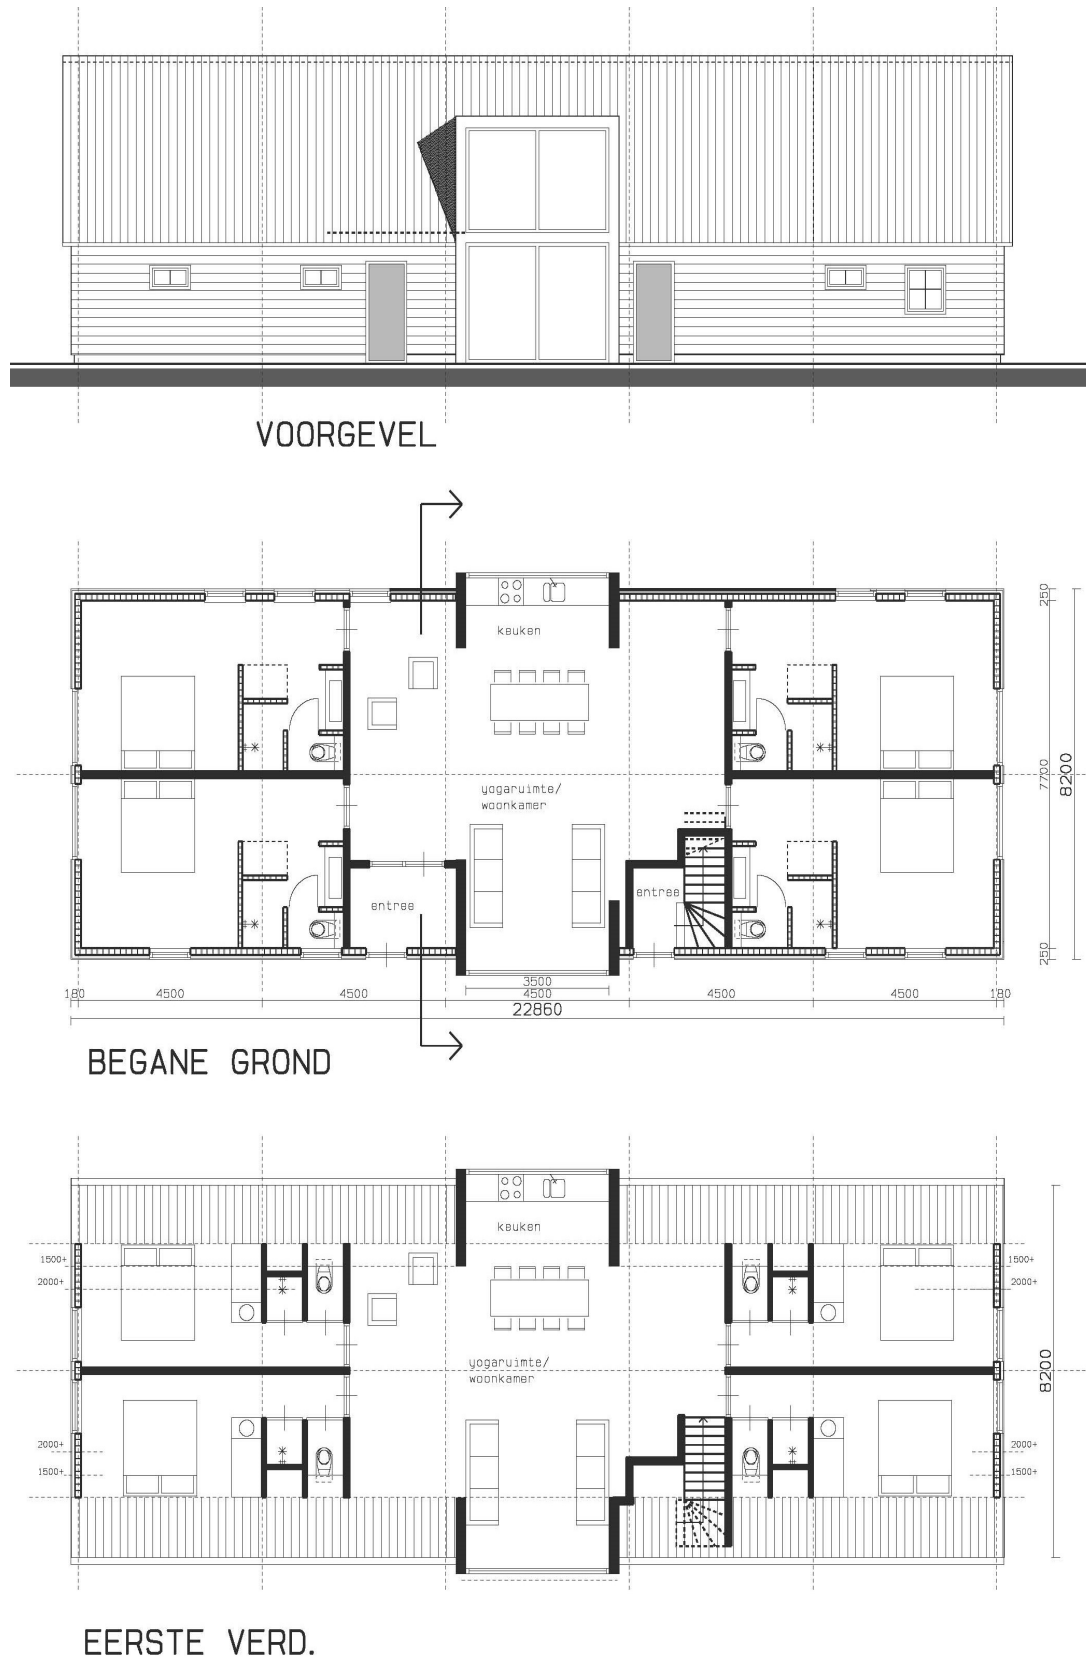 VOORGEVEL
keuken
yogaruimte/
woonkamer
entree
entree
250
7700
8200
250
3500
180 4500 4500 4500 4500 4500 180
22860
BEGANE GROND
keuken
1500+
2000+
1500+
2000+
yogaruimte/
woonkamer
8200
2000+
1500+
2000+
1500+
EERSTE VERD.